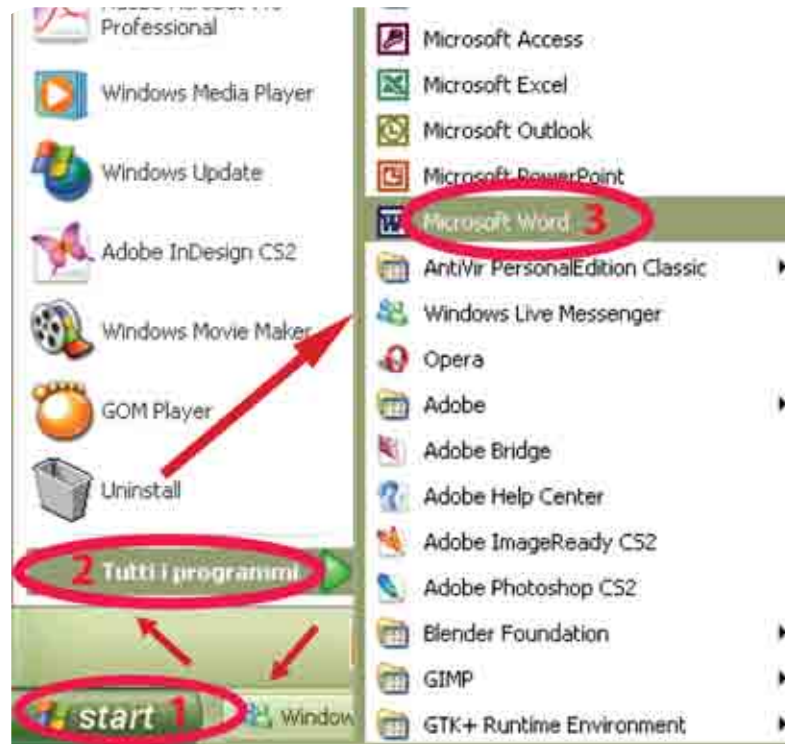 Professional
Windows Media Player
Windows Update
Adobe InDesign CS2
Windows Movie Maker
GOM Player
Uninstall
2 Tutti i programmi
start 1
Window
Microsoft Access
Microsoft Excel
Microsoft Outlook
Microsoft PowerPoint
Microsoft Word 3
AntiVir PersonalEdition Classic
Windows Live Messenger
Opera
Adobe
Adobe Bridge
Adobe Help Center
Adobe ImageReady CS2
Adobe Photoshop CS2
Blender Foundation
GIMP
GTK+ Runtime Environment